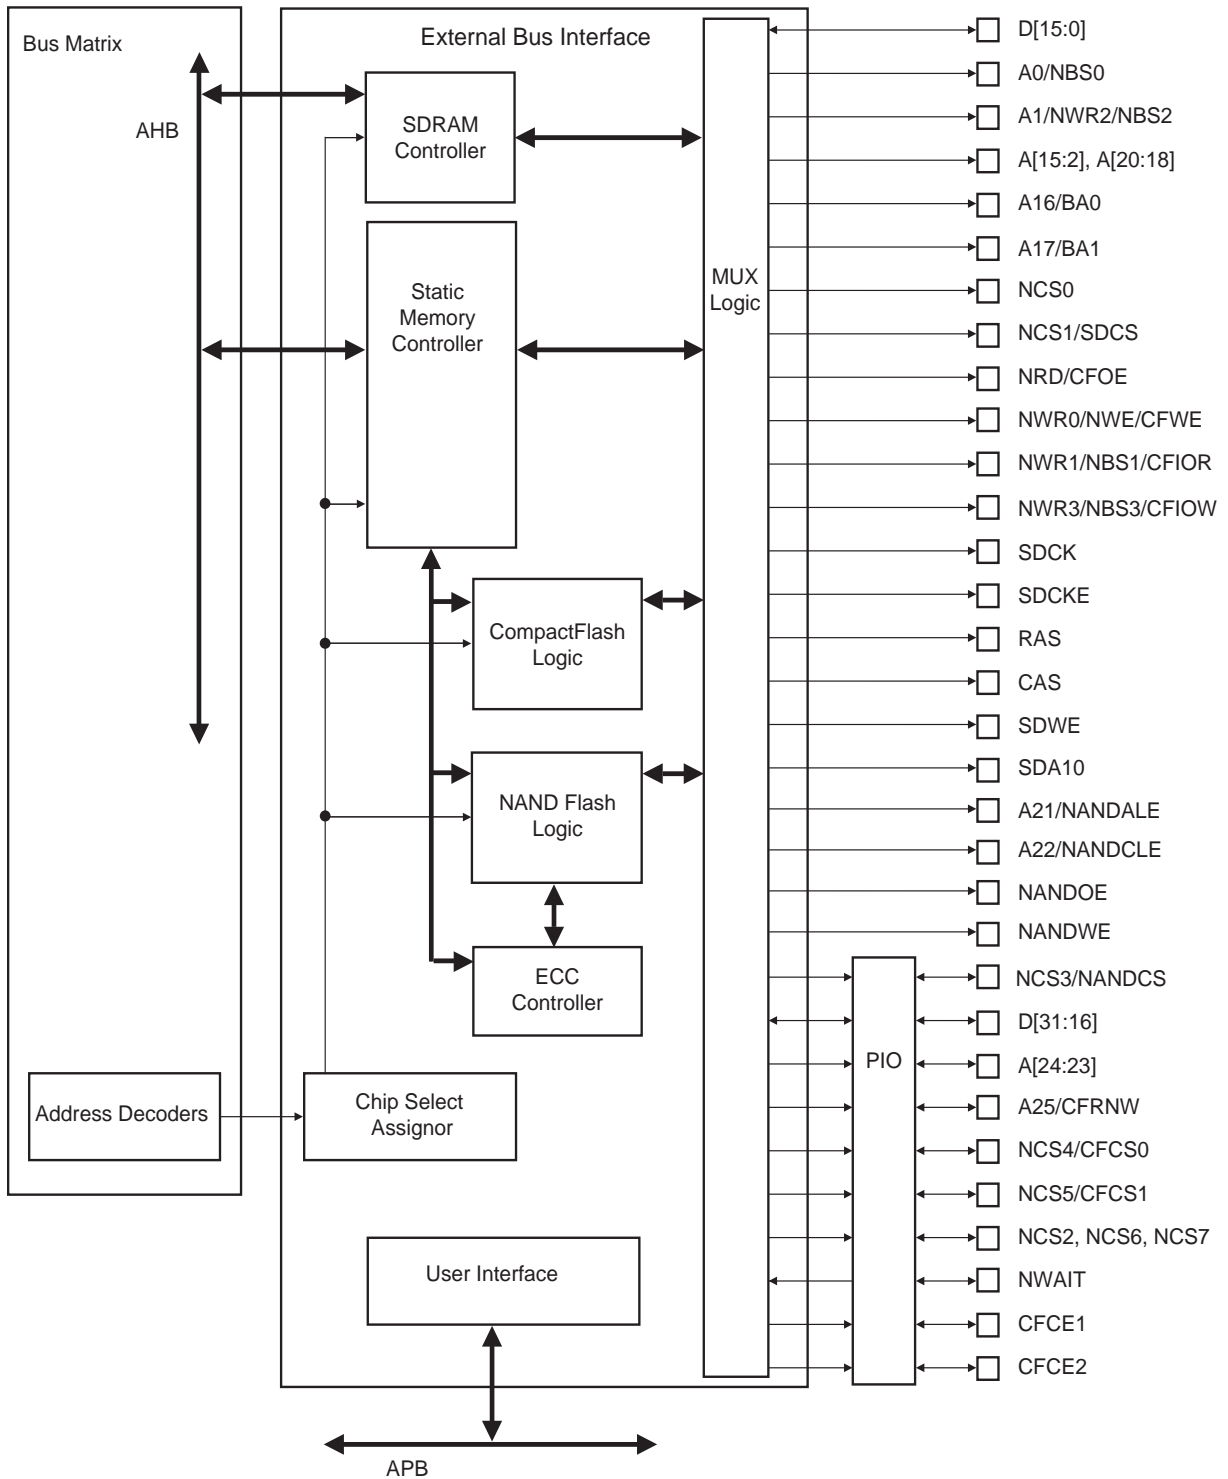 Bus Matrix
AHB
Address Decoders
External Bus Interface
SDRAM
Controller
Static
Memory
Controller
MUX
Logic
CompactFlash
Logic
NAND Flash
Logic
ECC
Controller
Chip Select
Assignor
User Interface
APB
PIO
D[15:0]
A0/NBS0
A1/NWR2/NBS2
A[15:2], A[20:18]
A16/BA0
A17/BA1
NCS0
NCS1/SDCS
NRD/CFOE
NWR0/NWE/CFWE
NWR1/NBS1/CFIOR
NWR3/NBS3/CFIOW
SDCK
SDCKE
RAS
CAS
SDWE
SDA10
A21/NANDALE
A22/NANDCLE
NANDOE
NANDWE
NCS3/NANDCS
D[31:16]
A[24:23]
A25/CFRNW
NCS4/CFCS0
NCS5/CFCS1
NCS2, NCS6, NCS7
NWAIT
CFCE1
CFCE2